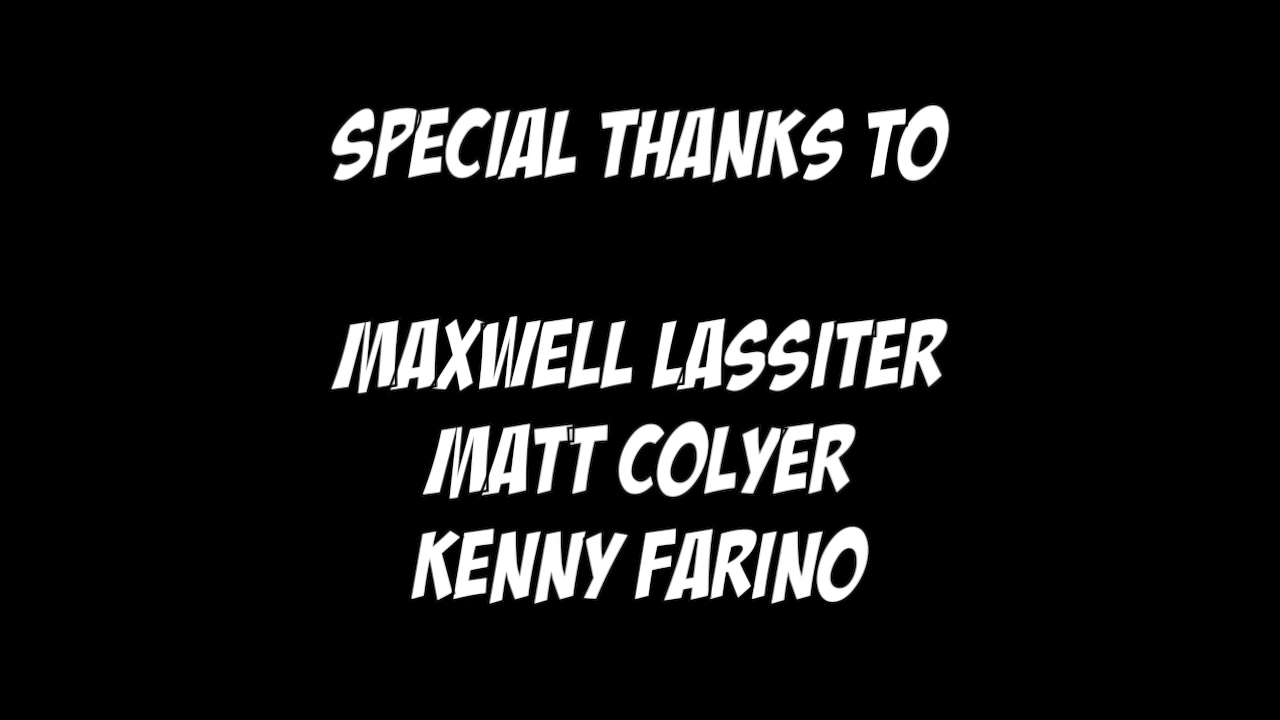 SPECIAL THANKS TO
MAXWELL LASSITER
MATT COLYER
KENNY FARINO